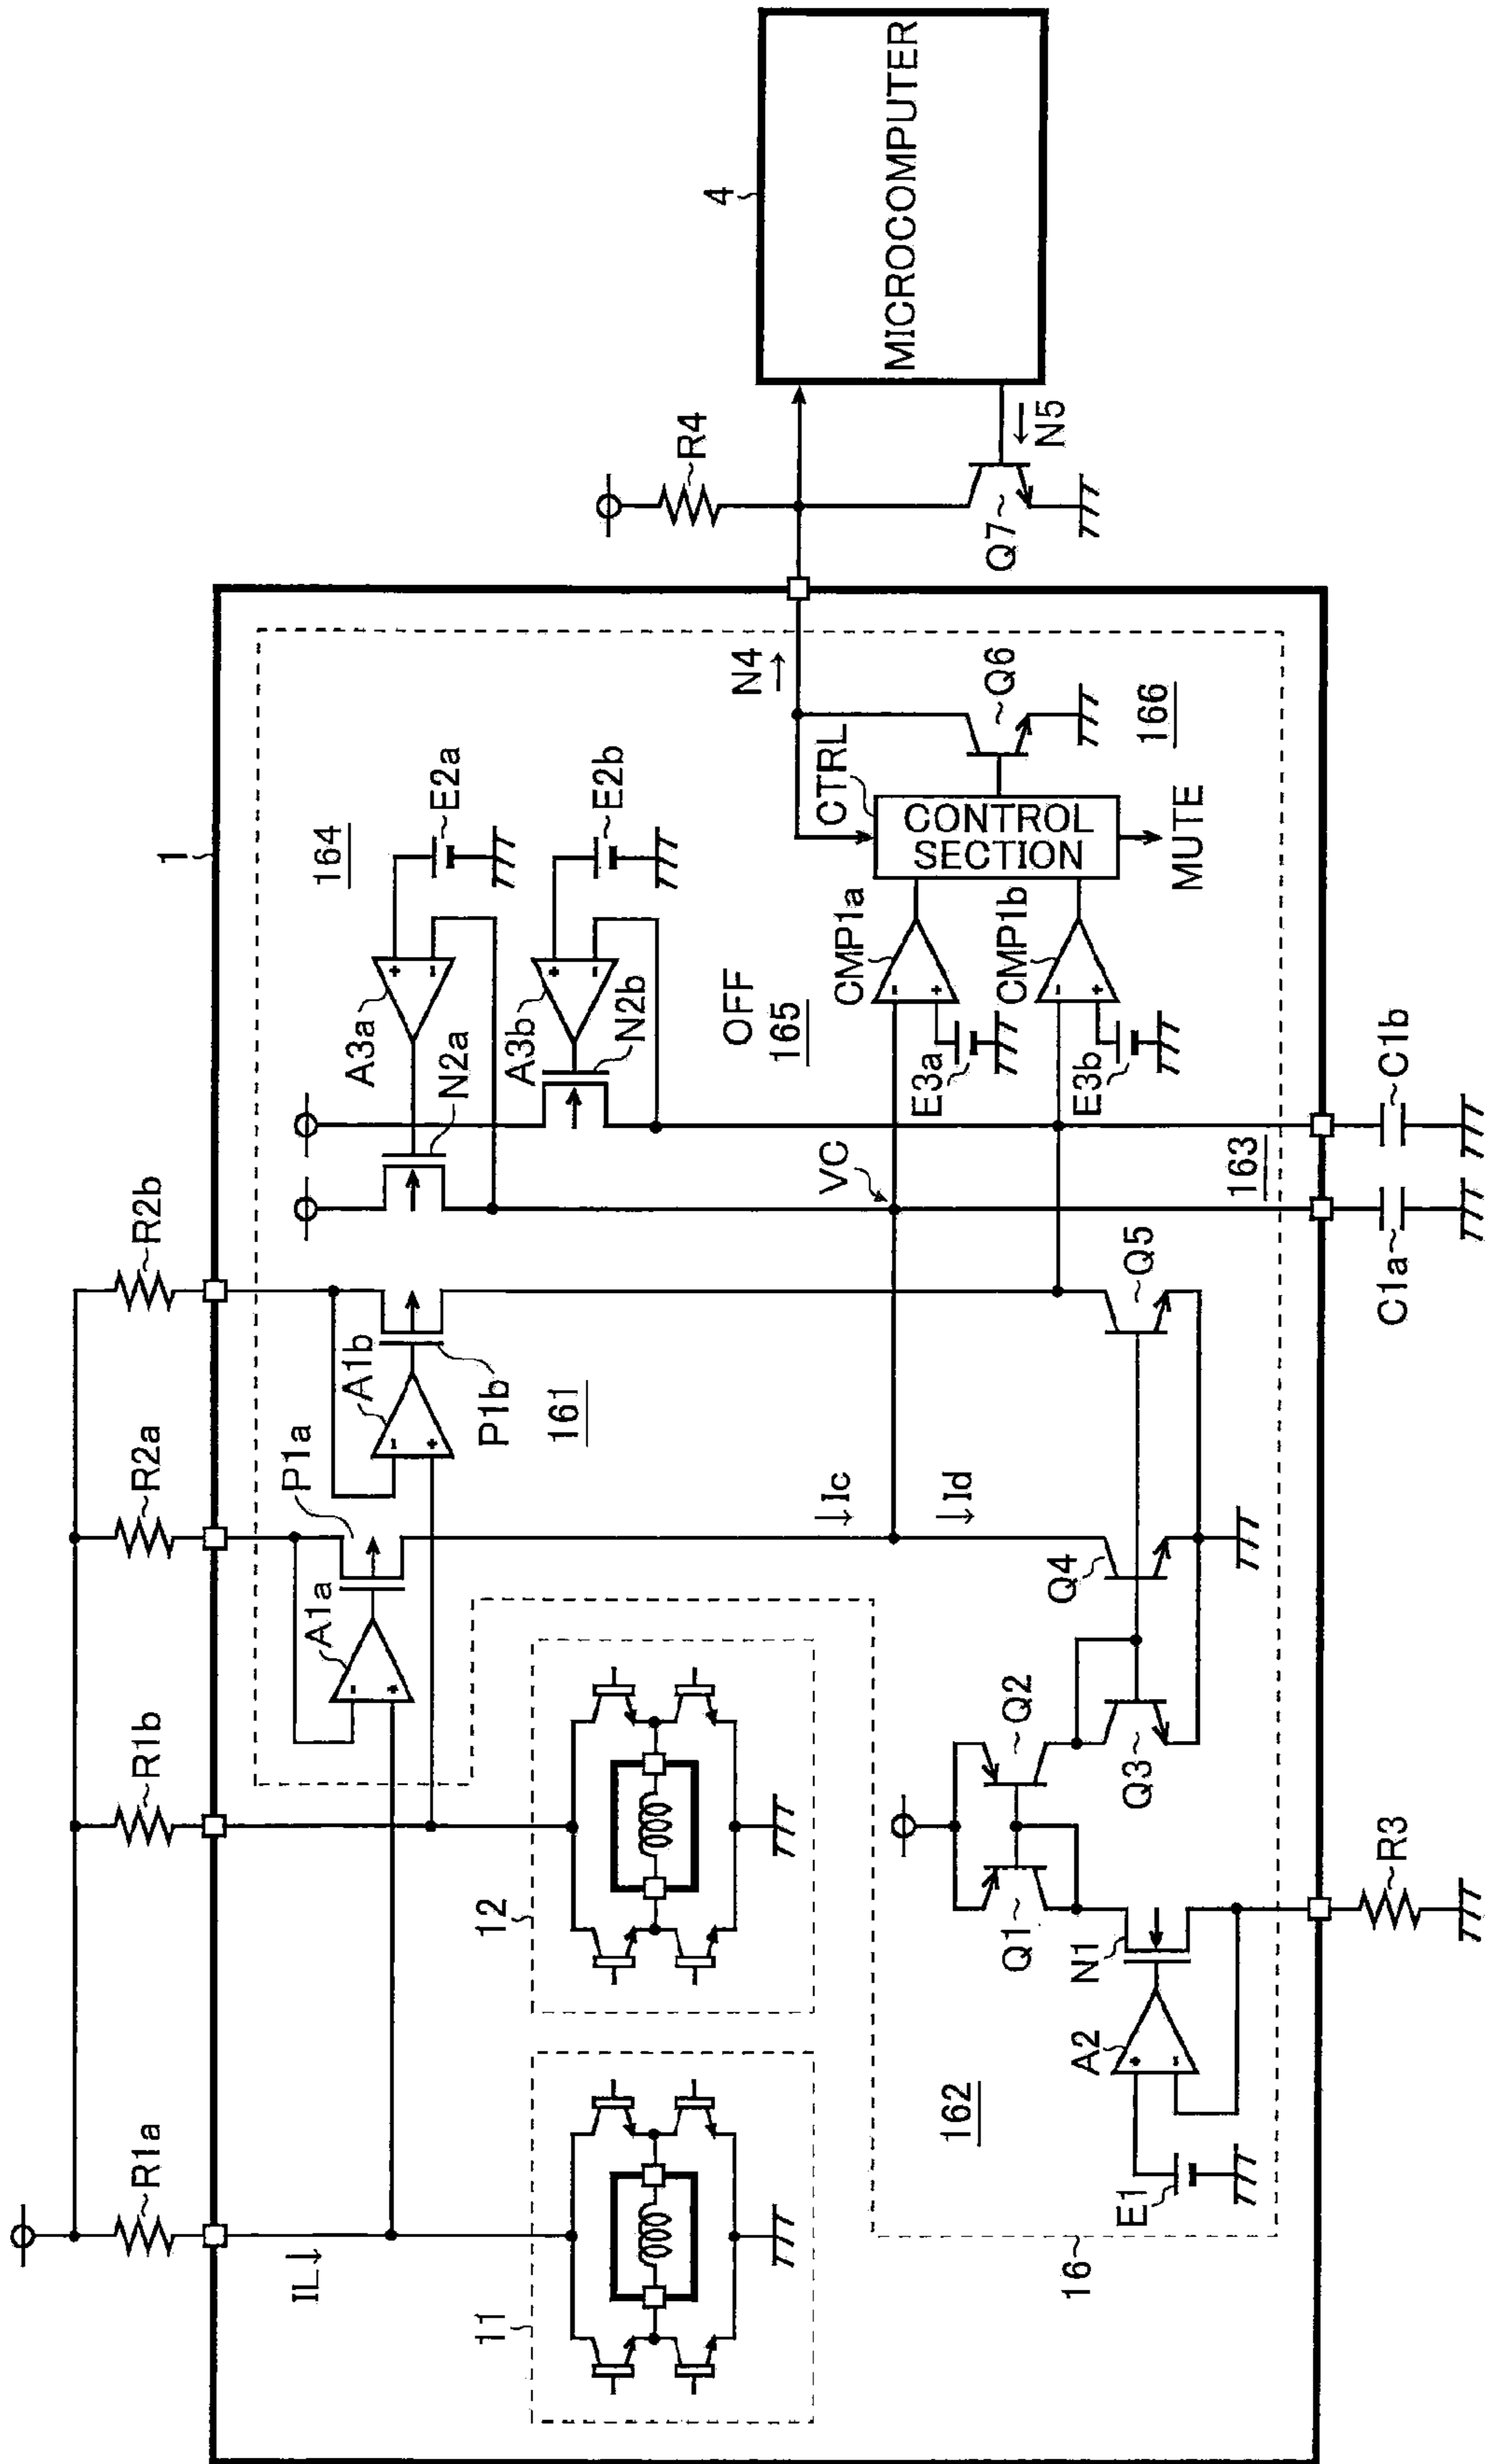 R1a
R1b
R2a
R2b
1
IL
A1a
P1a
A1b
164
A3a
N2a
E2a
11
12
P1b
A3b
161
E2b
N2b
R4
4
OFF
165
N4
Ic
VC
CMP1a
CTRL
MICROCOMPUTER
CONTROL
SECTION
E3a
162
Id
Q1
Q2
CMP1b
Q6
Q7
N5
16
A2
N1
Q4
E3b
E1
Q3
Q5
166
MUTE
163
R3
C1a
C1b